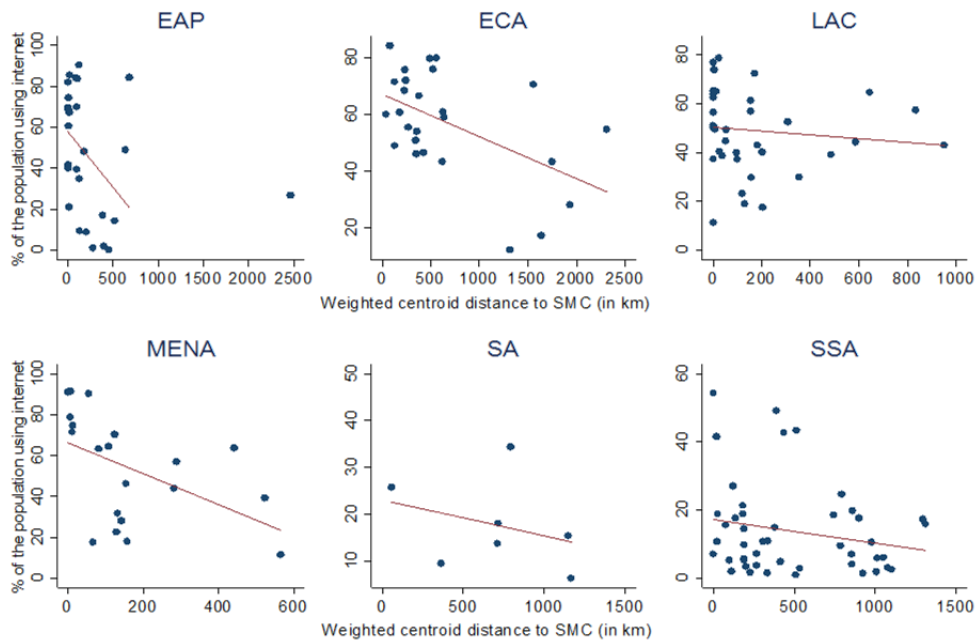 EAP
ECA
LAC
% of the population using internet
100
80
60
40
20
0
0 500 1000 1500 2000 2500
80
60
40
20
0 500 1000 1500 2000 2500
80
60
40
20
0
0 200 400 600 800 1000
Weighted centroid distance to SMC (in km)
MENA
SA
SSA
% of the population using internet
100
80
60
40
20
0
0 200 400 600
50
40
30
20
10
0 500 1000 1500
60
40
20
0
0 500 1000 1500
Weighted centroid distance to SMC (in km)